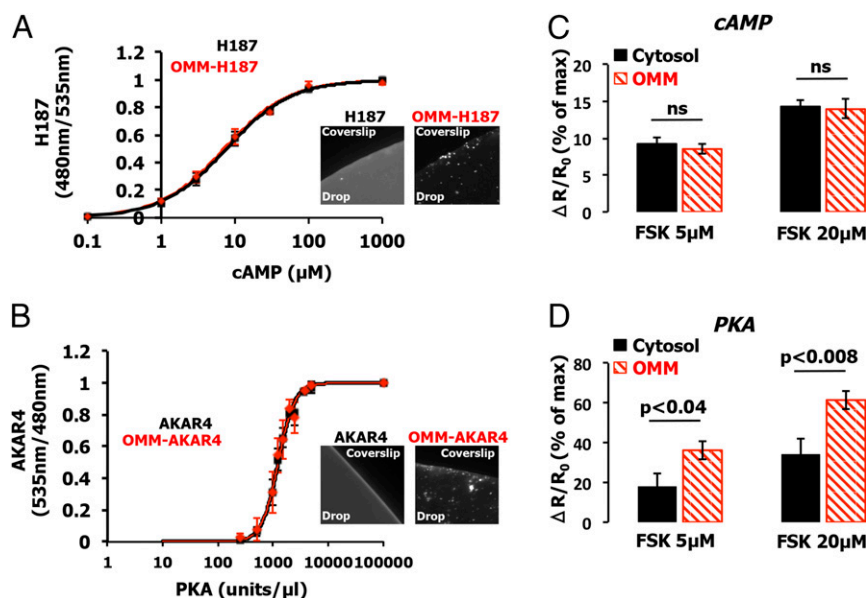 A
H187
OMM-H187
H187
(480nm/535nm)
1.2
1
0.8
0.6
0.4
0.2
0
0.1
1
10
100
1000
cAMP (µM)
H187
OMM-H187
Coverslip
Coverslip
Drop
Drop
B
AKAR4
OMM-AKAR4
AKAR4
(535nm/480nm)
1.2
1
0.8
0.6
0.4
0.2
0
1
10
100
1000
10000
100000
PKA (units/µl)
AKAR4
OMM-AKAR4
Coverslip
Coverslip
Drop
Drop
C
cAMP
Cytosol
OMM
Δ R/R0 (% of max)
20
15
10
5
0
ns
ns
FSK 5µM
FSK 20µM
D
PKA
Cytosol
OMM
Δ R/R0 (% of max)
80
60
40
20
0
p<0.04
p<0.008
FSK 5µM
FSK 20µM